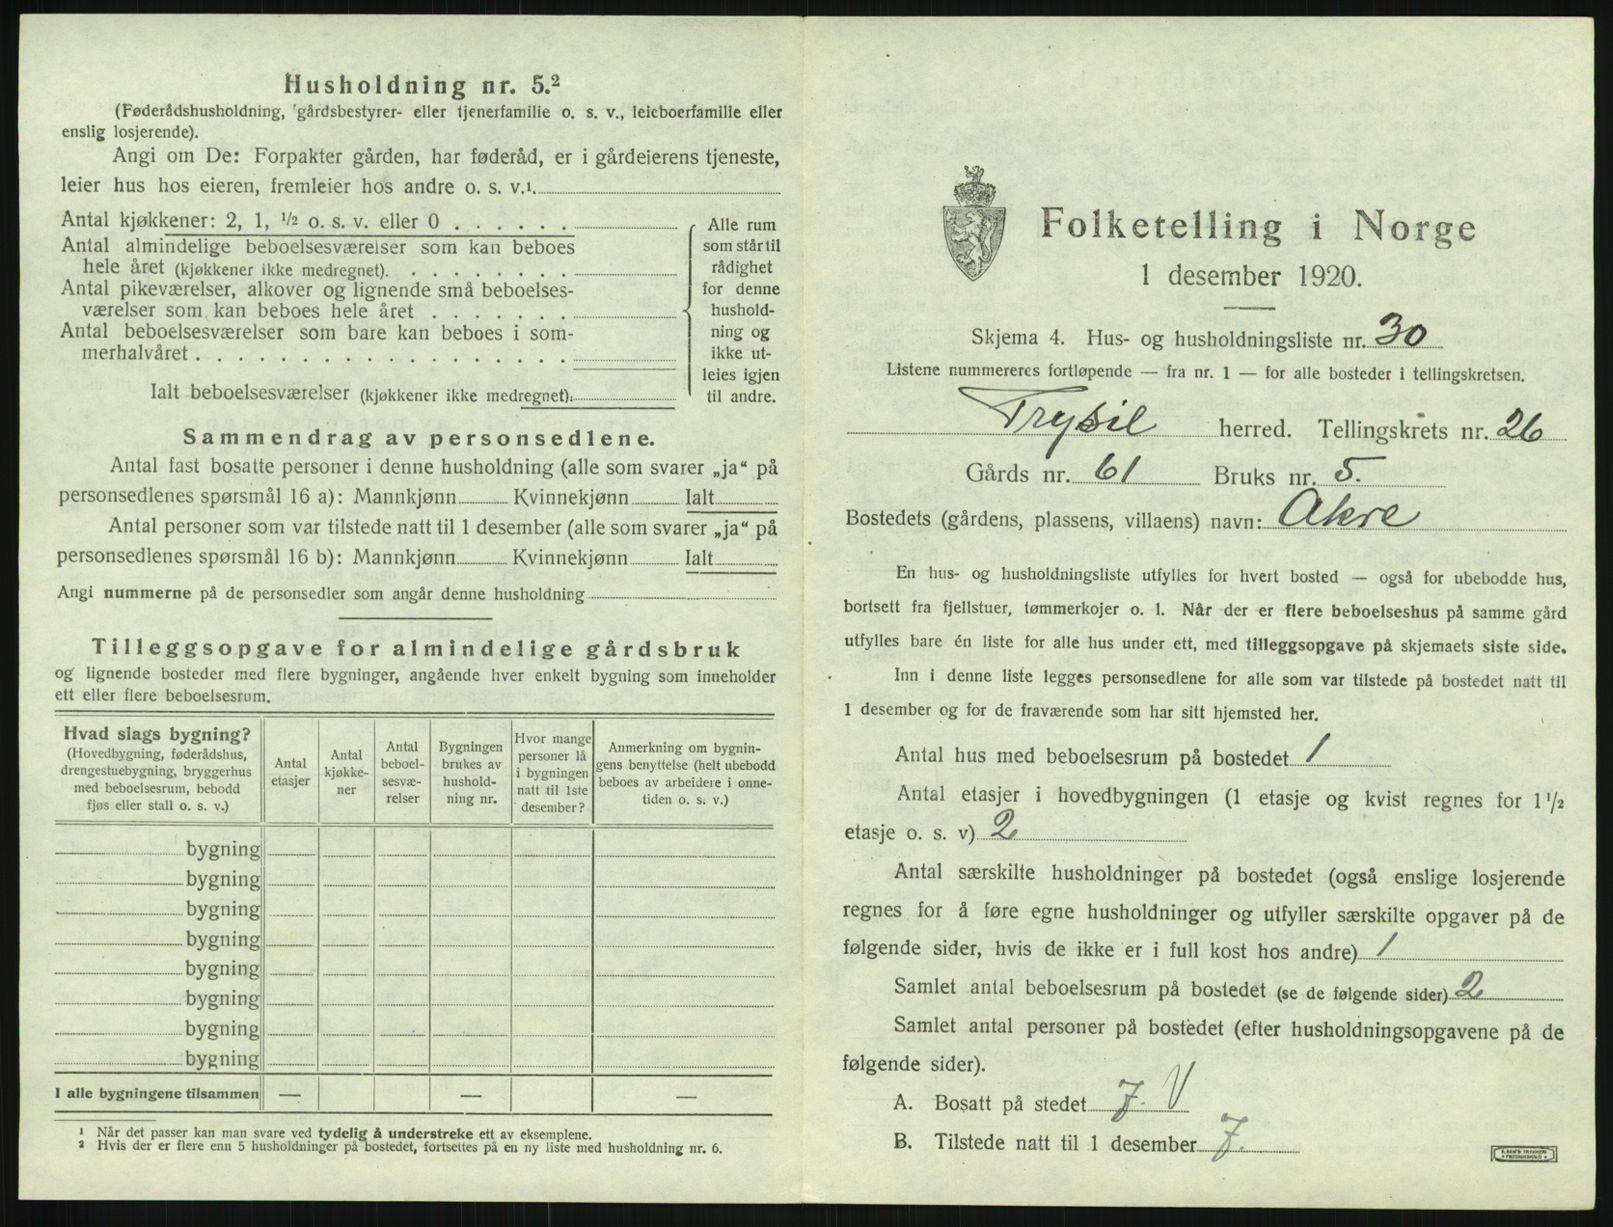 Husholdning nr. 5.²
(Føderådshusholdning, gårdsbestyrer- eller tjenerfamilie o. s. v., leieboerfamilie eller
enslig losjerende).
Angi om De: Forpakter gården, har føderåd, er i gårdeierens tjeneste,
leier hus hos eieren, fremleier hos andre o. s. v.¹
Antal kjøkkener: 2, 1, ½ o. s. v. eller 0 . . . . . .
Antal almindelige beboelsesværelser som kan beboes
hele året (kjøkkener ikke medregnet). . . . . . . . .
Antal pikeværelser, alkover og lignende små beboelses-
værelser som kan beboes hele året . . . . . . .
Antal beboelsesværelser som bare kan beboes i som-
merhalvåret . . . . . . . . . . . . . . . . . .
Ialt beboelsesværelser (kjøkkener ikke medregnet):
Alle rum
som står til
rådighet
for denne
hushold-
ning og
ikke ut-
leies igjen
til andre.
Sammendrag av personsedlene.
Antal fast bosatte personer i denne husholdning (alle som svarer „ja“ på
personsedlenes spørsmål 16 a): Mannkjønn Kvinnekjønn Ialt
Antal personer som var tilstede natt til 1 desember (alle som svarer „ja“ på
personsedlenes spørsmål 16 b): Mannkjønn Kvinnekjønn Ialt
Angi nummerne på de personsedler som angår denne husholdning
Tilleggsopgave for almindelige gårdsbruk
og lignende bosteder med flere bygninger, angående hver enkelt bygning som inneholder
ett eller flere beboelsesrum.
Hvad slags bygning?
(Hovedbygning, føderådshus,
drengestuebygning, bryggerhus
med beboelsesrum, bebodd
fjøs eller stall o. s. v.)
Antal
etasjer
Antal
kjøkke-
ner
Antal
beboel-
sesvæ-
relser
Bygningen
brukes av
hushold-
ning nr.
Hvor mange
personer lå
i bygningen
natt til 1ste
desember?
Anmerkning om bygnin-
gens benyttelse (helt ubebodd
beboes av arbeidere i onne-
tiden o. s. v.)
bygning
bygning
bygning
bygning
bygning
bygning
bygning
bygning
I alle bygningene tilsammen — — —
¹ Når det passer kan man svare ved tydelig å understreke ett av eksemplene.
² Hvis der er flere enn 5 husholdninger på bostedet, fortsettes på en ny liste med husholdning nr. 6.
Folketelling i Norge
1 desember 1920.
Skjema 4. Hus- og husholdningsliste nr. 30
Listene nummereres fortløpende — fra nr. 1 — for alle bosteder i tellingskretsen.
Trysil herred. Tellingskrets nr. 26
Gårds nr. 61 Bruks nr. 5.
Bostedets (gårdens, plassens, villaens) navn: Akre
En hus- og husholdningsliste utfylles for hvert bosted — også for ubebodde hus,
bortsett fra fjellstuer, tømmerkojer o. l. Når der er flere beboelseshus på samme gård
utfylles bare én liste for alle hus under ett, med tilleggsopgave på skjemaets siste side.
Inn i denne liste legges personsedlene for alle som var tilstede på bostedet natt til
1 desember og for de fraværende som har sitt hjemsted her.
Antal hus med beboelsesrum på bostedet 1
Antal etasjer i hovedbygningen (1 etasje og kvist regnes for 1 ½
etasje o. s. v) 2
Antal særskilte husholdninger på bostedet (også enslige losjerende
regnes for å føre egne husholdninger og utfyller særskilte opgaver på de
følgende sider, hvis de ikke er i full kost hos andre) 1
Samlet antal beboelsesrum på bostedet (se de følgende sider) 2
Samlet antal personer på bostedet (efter husholdningsopgavene på de
følgende sider).
A. Bosatt på stedet 7. V
B. Tilstede natt til 1 desember 7.